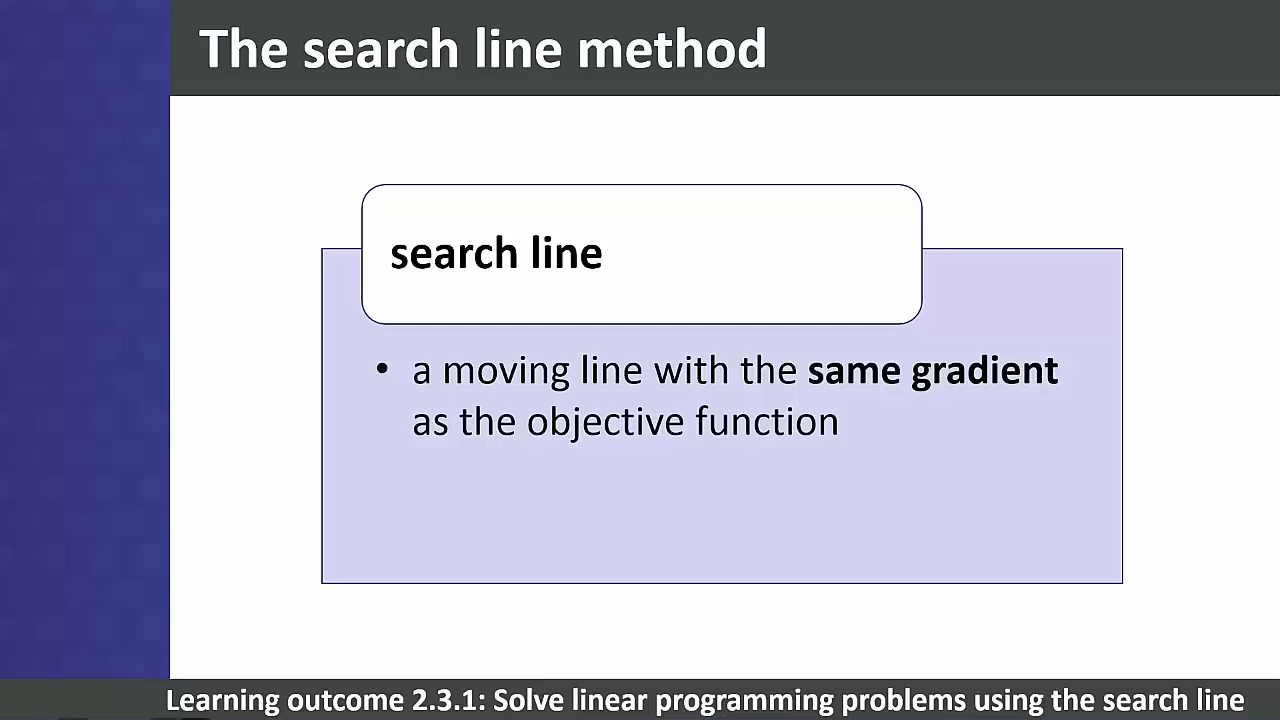 The search line method
search line
• a moving line with the same gradient
as the objective function
Learning outcome 2.3.1: Solve linear programming problems using the search line